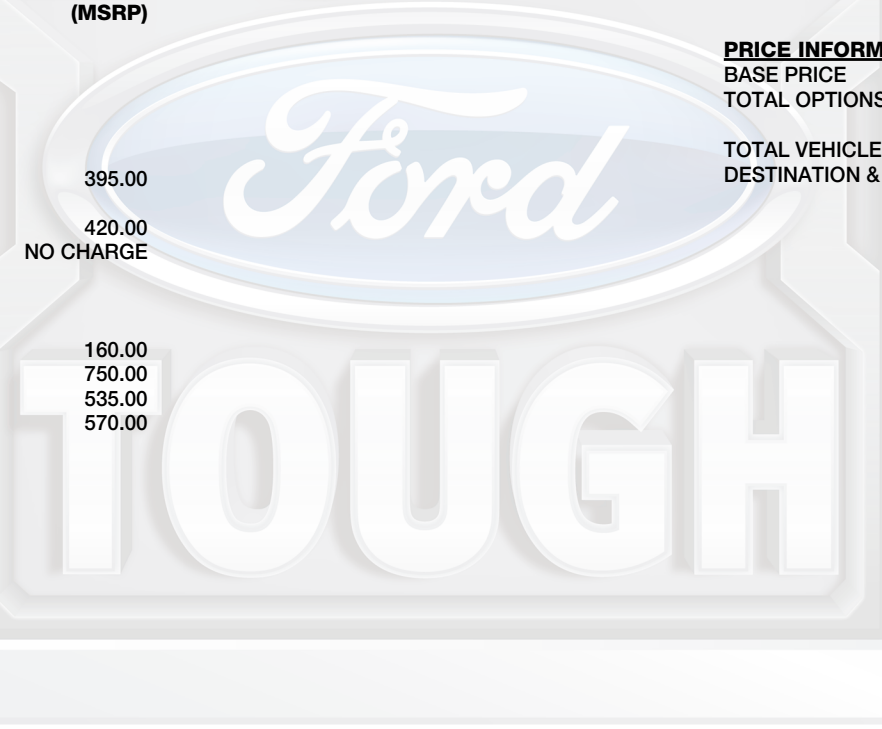 (MSRP)
395.00
420.00
NO CHARGE
160.00
750.00
535.00
570.00
PRICE INFORM
BASE PRICE
TOTAL OPTIONS
TOTAL VEHICLE
DESTINATION &
Ford
TOUGH